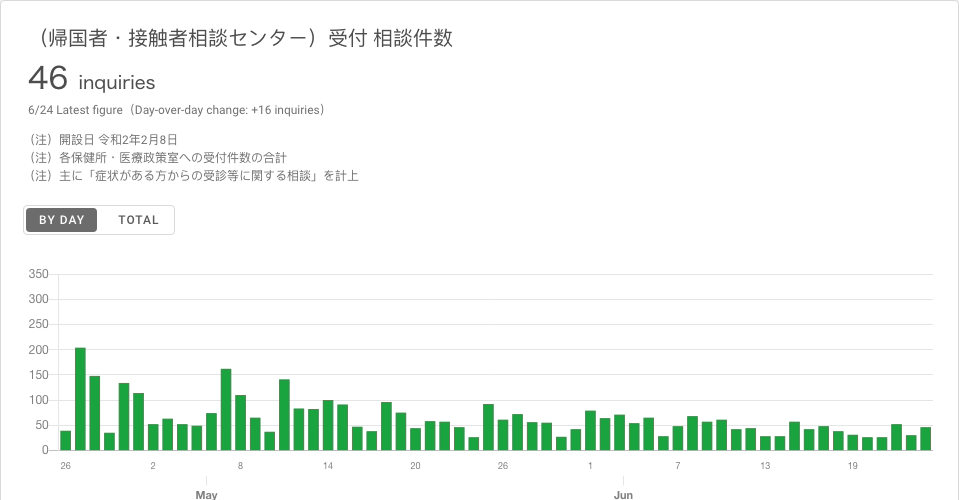 （帰国者・接触者相談センター）受付 相談件数
46 inquiries
6/24 Latest figure（Day-over-day change: +16 inquiries）
（注）開設日 令和2年2月8日
（注）各保健所・医療政策室への受付件数の合計
（注）主に「症状がある方からの受診等に関する相談」を計上
BY DAY TOTAL
350
300
250
200
150
100
50
0
26 2 8 14 20 26 1 7 13 19
May Jun